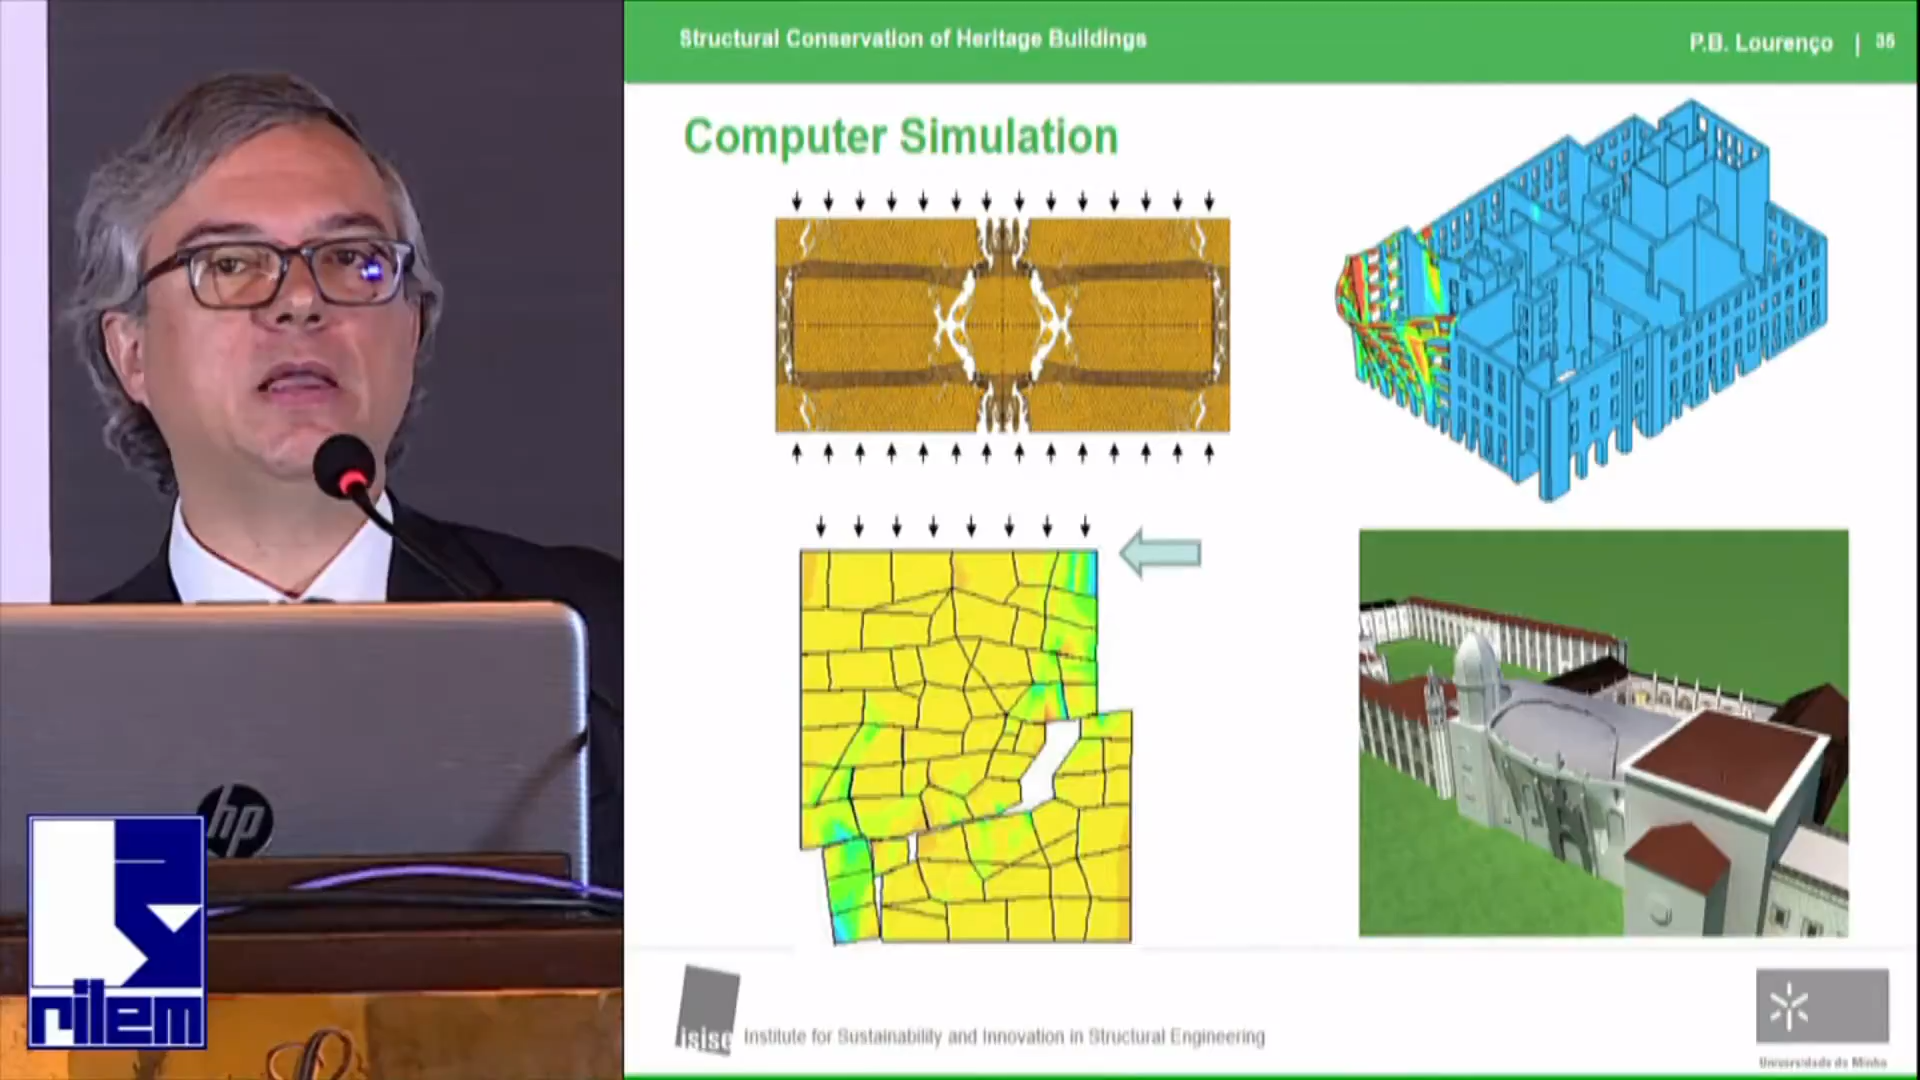 Structural Conservation of Heritage Buildings
P.B. Lourenço | 35
Computer Simulation
hp
rilem
isise
Institute for Sustainability and Innovation in Structural Engineering
Universidade do Minho